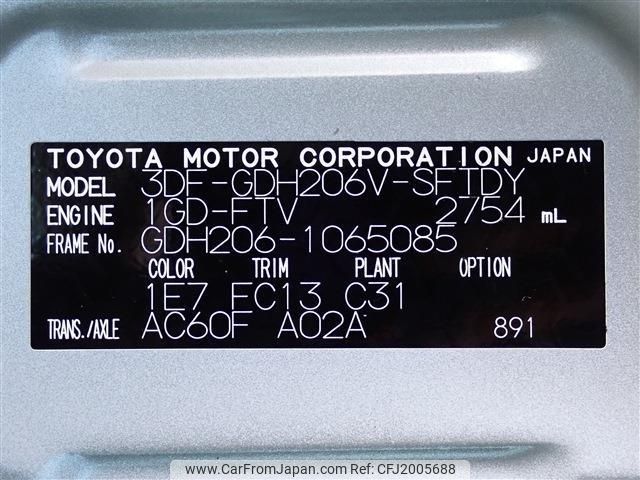 TOYOTA MOTOR CORPORATION JAPAN
MODEL 3DF-GDH206V-SFTDY
ENGINE 1GD-FTV 2754 mL
FRAME No. GDH206-1065085
COLOR TRIM PLANT OPTION
1E7 FC13 C31
TRANS./AXLE AC60F A02A 891
www.CarFromJapan.com | Ref No: CFJ2005688